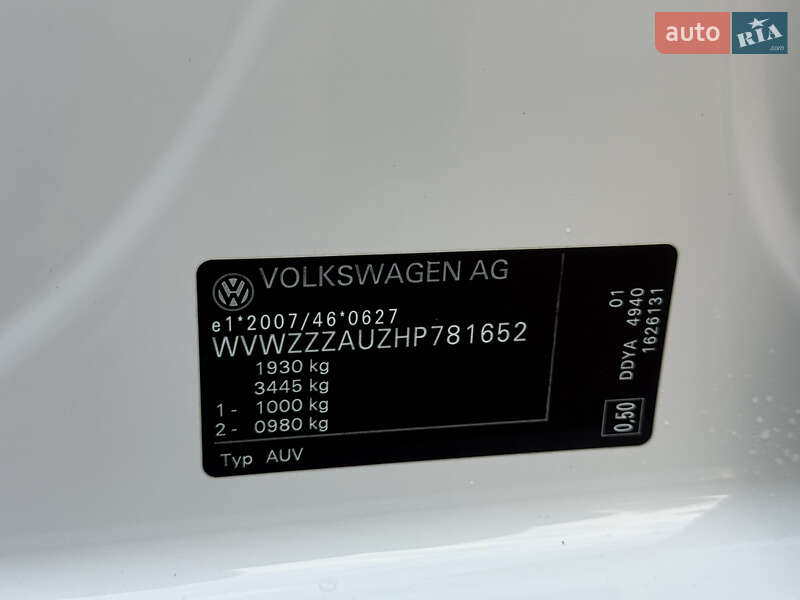 auto RIA .com
VOLKSWAGEN AG
e1*2007/46*0627
WVWZZZAUZHP781652
1930 kg
3445 kg
1 - 1000 kg
2 - 0980 kg
Typ AUV
01
DDYA 4940
1626131
0,50